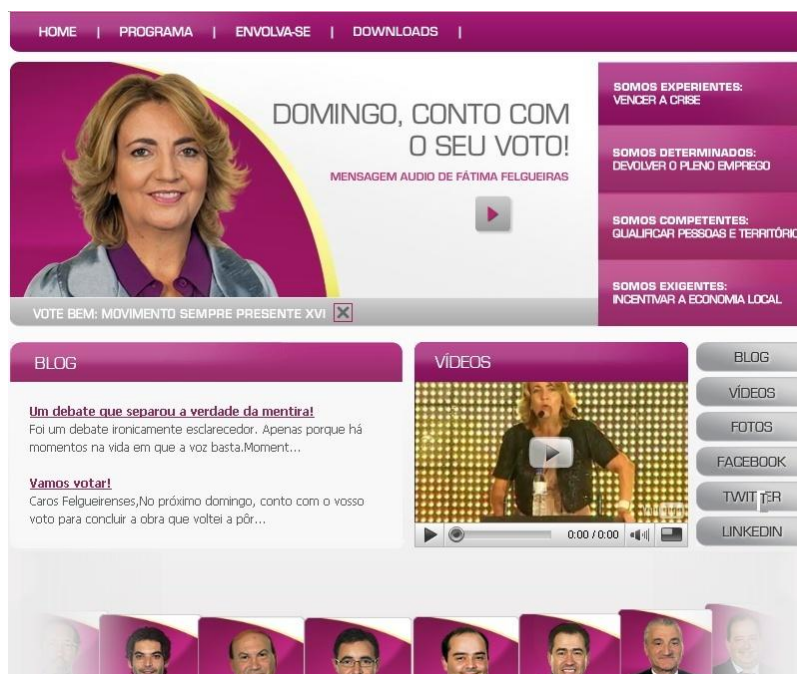 HOME | PROGRAMA | ENVOLVA-SE | DOWNLOADS |
DOMINGO, CONTO COM
O SEU VOTO!
MENSAGEM AUDIO DE FÁTIMA FELGUEIRAS
VOTE BEM: MOVIMENTO SEMPRE PRESENTE XVI
SOMOS EXPERIENTES:
VENCER A CRISE
SOMOS DETERMINADOS:
DEVOLVER O PLENO EMPREGO
SOMOS COMPETENTES:
QUALIFICAR PESSOAS E TERRITÓRIO
SOMOS EXIGENTES:
INCENTIVAR A ECONOMIA LOCAL
BLOG
Um debate que separou a verdade da mentira!
Foi um debate ironicamente esclarecedor. Apenas porque há
momentos na vida em que a voz basta.Moment...
Vamos votar!
Caros Felgueirenses,No próximo domingo, conto com o vosso
voto para concluir a obra que voltei a pôr...
VÍDEOS
0:00 / 0:00
BLOG
VÍDEOS
FOTOS
FACEBOOK
TWITTER
LINKEDIN